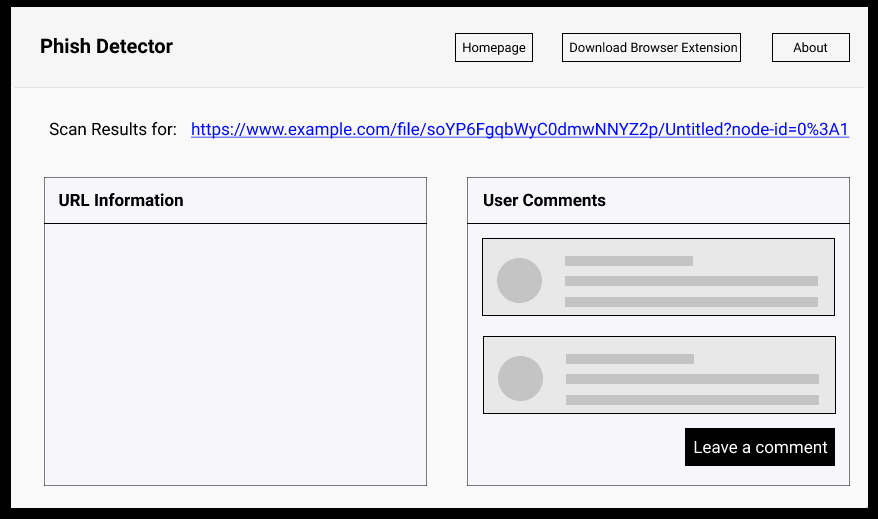 Phish Detector
Homepage
Download Browser Extension
About
Scan Results for: https://www.example.com/file/soYP6FgqbWyC0dmwNNYZ2p/Untitled?node-id=0%3A1
URL Information
User Comments
Leave a comment